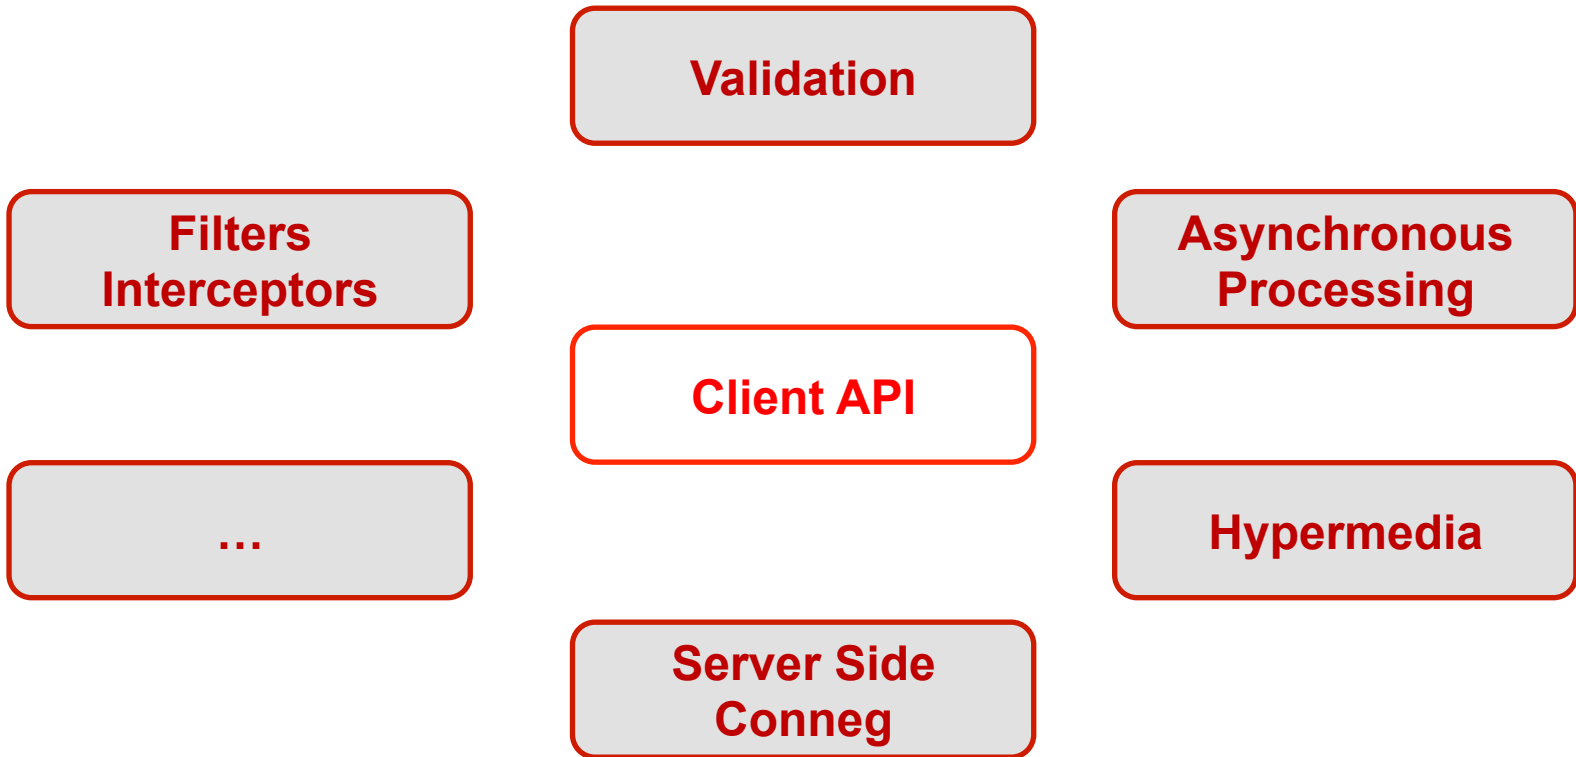 Validation
Filters
Interceptors
Asynchronous
Processing
Client API
…
Hypermedia
Server Side
Conneg